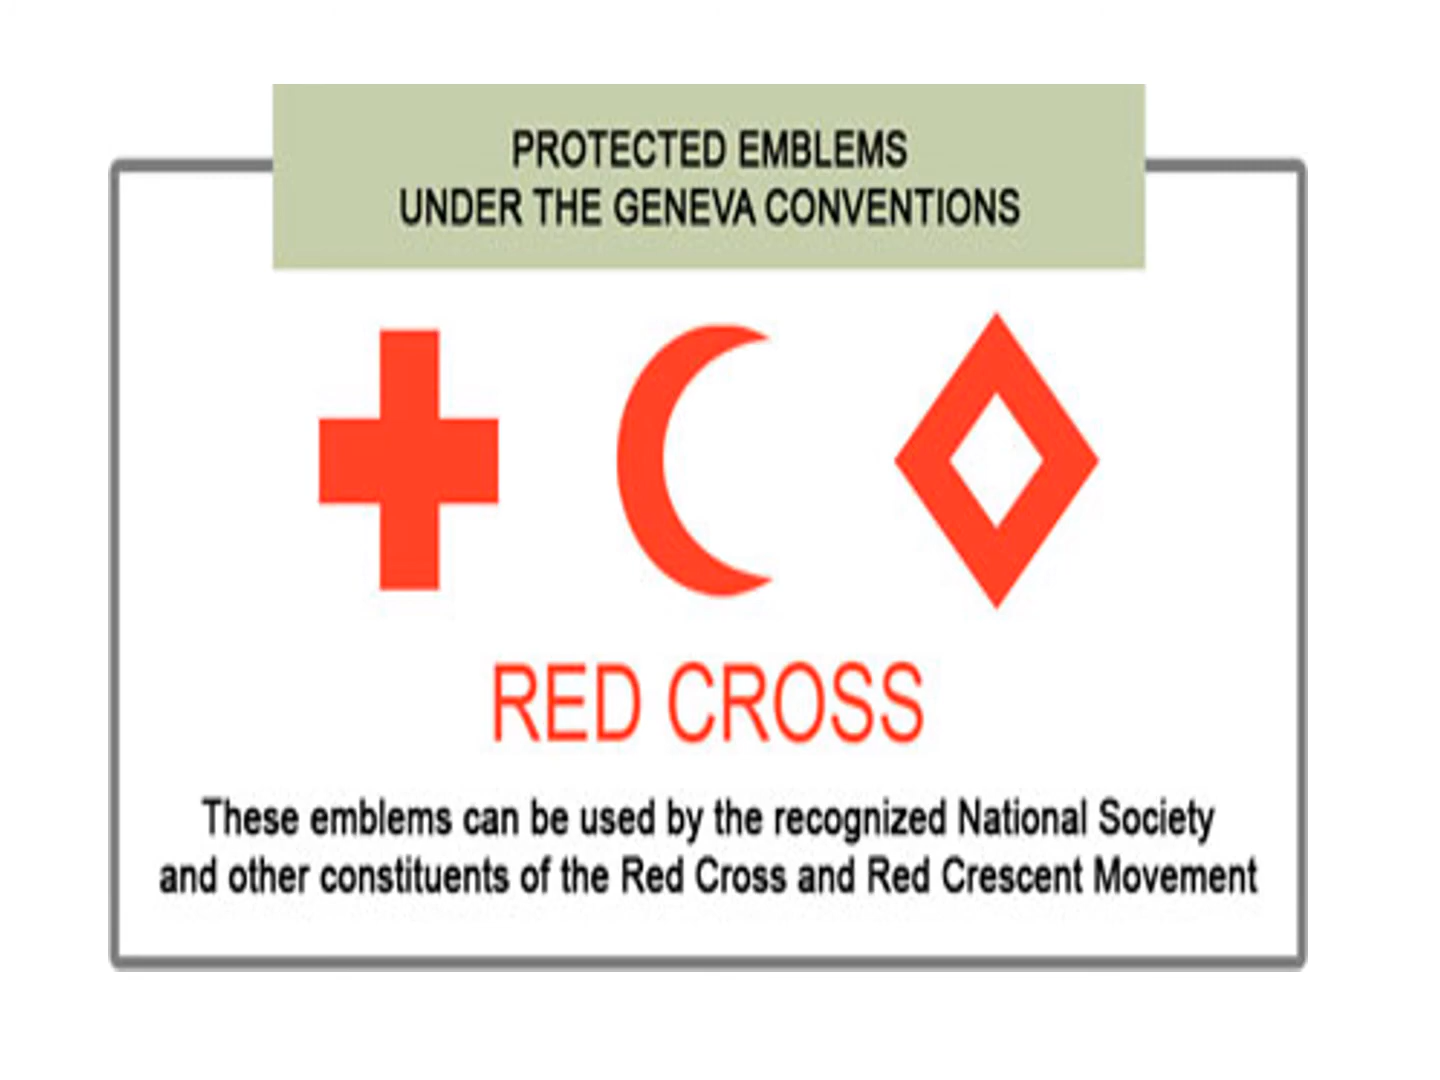 PROTECTED EMBLEMS
UNDER THE GENEVA CONVENTIONS
RED CROSS
These emblems can be used by the recognized National Society
and other constituents of the Red Cross and Red Crescent Movement